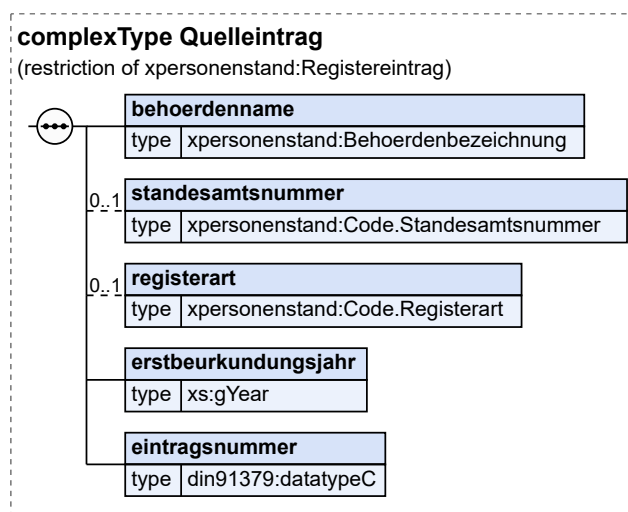 complexType Quelleintrag
(restriction of xpersonenstand:Registereintrag)
behoerdenname
type xpersonenstand:Behoerdenbezeichnung
0..1 standesamtsnummer
type xpersonenstand:Code.Standesamtsnummer
0..1 registerart
type xpersonenstand:Code.Registerart
erstbeurkundungsjahr
type xs:gYear
eintragsnummer
type din91379:datatypeC